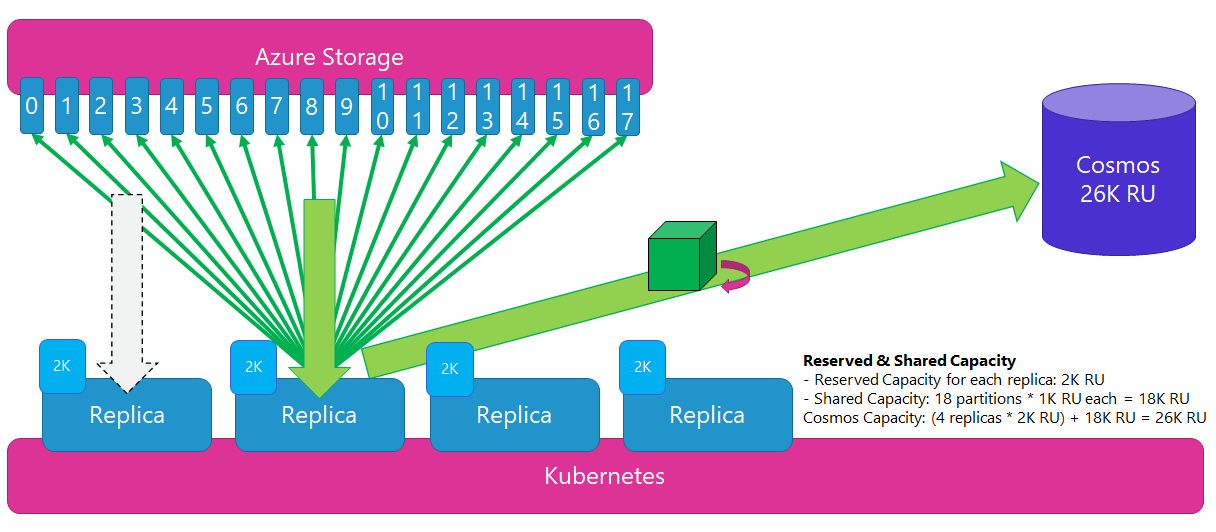 Azure Storage
0 1 2 3 4 5 6 7 8 9 10 11 12 13 14 15 16 17
Cosmos
26K RU
2K
2K
2K
2K
Replica
Replica
Replica
Replica
Reserved & Shared Capacity
- Reserved Capacity for each replica: 2K RU
- Shared Capacity: 18 partitions * 1K RU each = 18K RU
Cosmos Capacity: (4 replicas * 2K RU) + 18K RU = 26K RU
Kubernetes